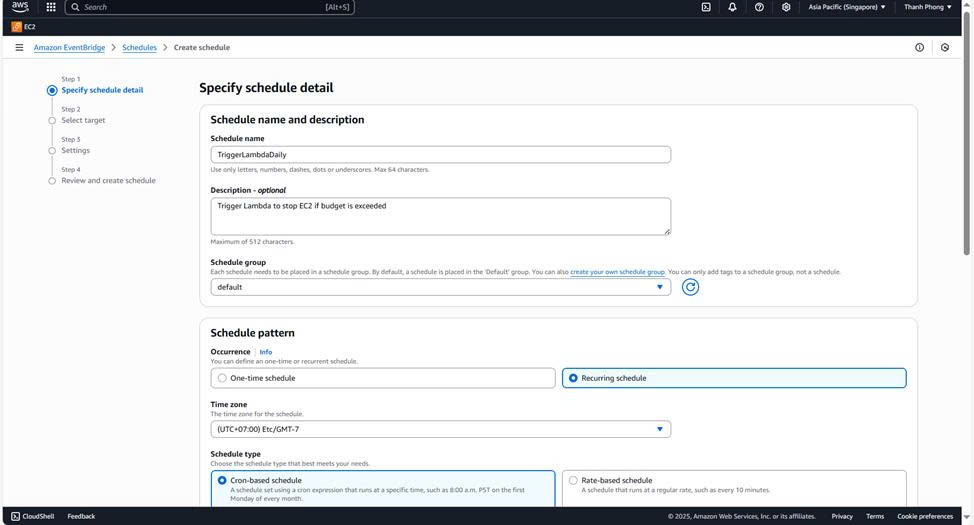 aws
Search
[Alt+S]
Asia Pacific (Singapore)
Thanh Phong
EC2
Amazon EventBridge
Schedules
Create schedule
Step 1
Specify schedule detail
Step 2
Select target
Step 3
Settings
Step 4
Review and create schedule
Specify schedule detail
Schedule name and description
Schedule name
TriggerLambdaDaily
Use only letters, numbers, dashes, dots or underscores. Max 64 characters.
Description - optional
Trigger Lambda to stop EC2 if budget is exceeded
Maximum of 512 characters.
Schedule group
Each schedule needs to be placed in a schedule group. By default, a schedule is placed in the 'Default' group. You can also create your own schedule group. You can only add tags to a schedule group, not a schedule.
default
Schedule pattern
Occurrence | Info
You can define an one-time or recurrent schedule.
One-time schedule
Recurring schedule
Time zone
The time zone for the schedule.
(UTC+07:00) Etc/GMT-7
Schedule type
Choose the schedule type that best meets your needs.
Cron-based schedule
A schedule set using a cron expression that runs at a specific time, such as 8:00 a.m. PST on the first
Monday of every month.
Rate-based schedule
A schedule that runs at a regular rate, such as every 10 minutes.
CloudShell
Feedback
© 2025, Amazon Web Services, Inc. or its affiliates.
Privacy
Terms
Cookie preferences